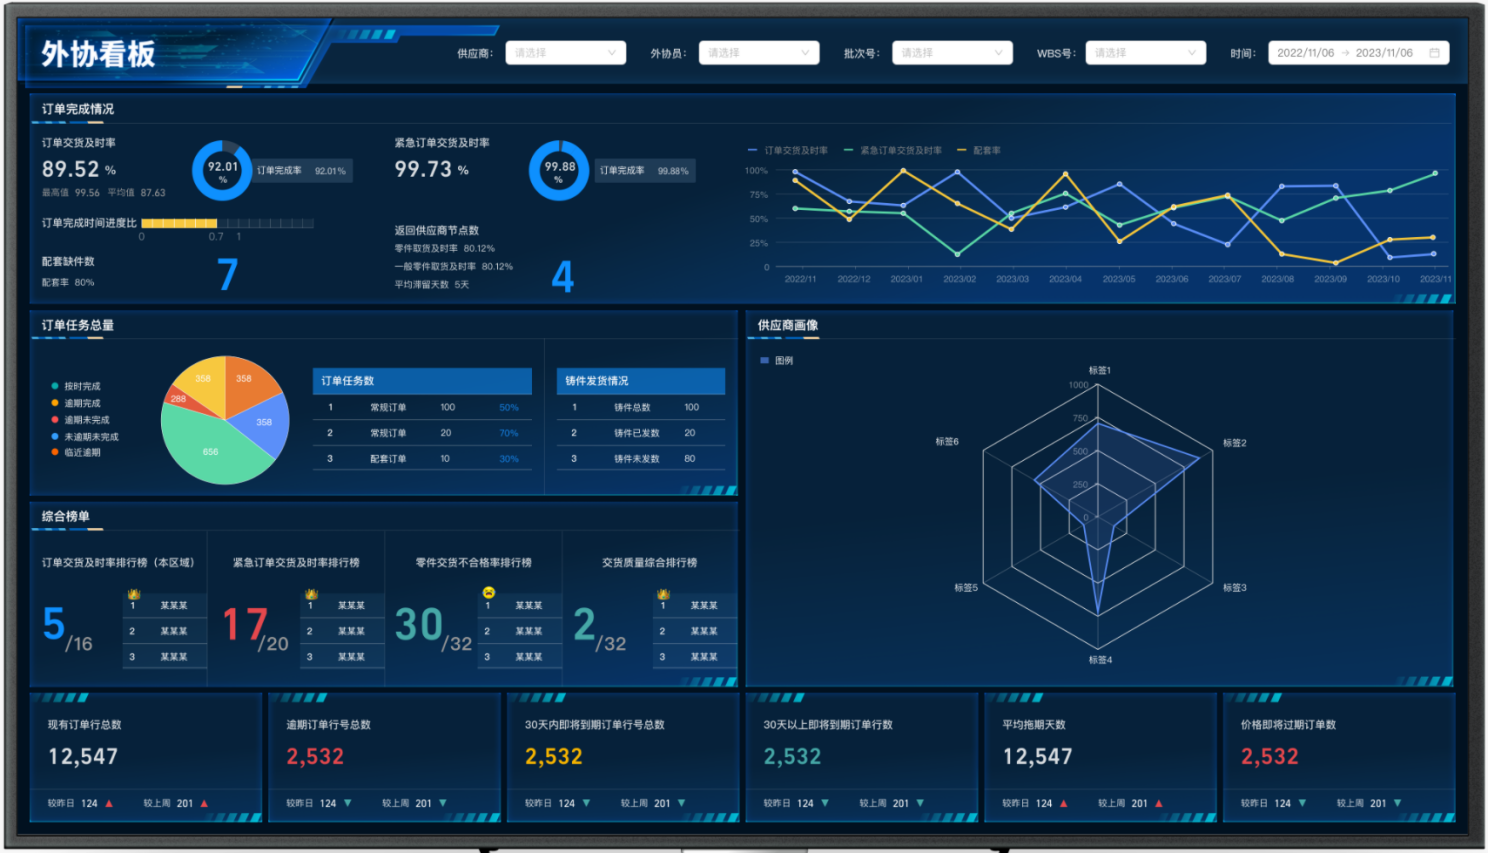 外协看板
供应商: 请选择 外协员: 请选择 批次号: 请选择 WBS号: 请选择 时间: 2022/11/06 → 2023/11/06
订单完成情况
订单交货及时率
89.52 %
最高值 99.56 平均值 87.63
92.01 %
订单完成率 92.01%
订单完成时间进度比
0 0.7 1
配套缺件数
配套率 80%
7
紧急订单交货及时率
99.73 %
99.88 %
订单完成率 99.88%
返回供应商节点数
零件取货及时率 80.12%
一般零件取货及时率 80.12%
平均滞留天数 5天
4
订单交货及时率 紧急订单交货及时率 配套率
100%
75%
50%
25%
0
2022/11 2022/12 2023/01 2023/02 2023/03 2023/04 2023/05 2023/06 2023/07 2023/08 2023/09 2023/10 2023/11
订单任务总量
按时完成
逾期完成
逾期未完成
未逾期未完成
临近逾期
358
358
358
656
288
订单任务数
1 常规订单 100 50%
2 常规订单 20 70%
3 配套订单 10 30%
铸件发货情况
1 铸件总数 100
2 铸件已发数 20
3 铸件未发数 80
供应商画像
图例
标签1
标签2
标签3
标签4
标签5
标签6
1000
750
500
250
0
综合榜单
订单交货及时率排行榜（本区域）
5/16
1 某某某
2 某某某
3 某某某
紧急订单交货及时率排行榜
17/20
1 某某某
2 某某某
3 某某某
零件交货不合格率排行榜
30/32
1 某某某
2 某某某
3 某某某
交货质量综合排行榜
2/32
1 某某某
2 某某某
3 某某某
现有订单行总数
12,547
较昨日 124 ▲ 较上周 201 ▲
逾期订单行号总数
2,532
较昨日 124 ▼ 较上周 201 ▼
30天内即将到期订单行号总数
2,532
较昨日 124 ▼ 较上周 201 ▼
30天以上即将到期订单行数
2,532
较昨日 124 ▼ 较上周 201 ▼
平均拖期天数
12,547
较昨日 124 ▲ 较上周 201 ▲
价格即将过期订单数
2,532
较昨日 124 ▼ 较上周 201 ▼